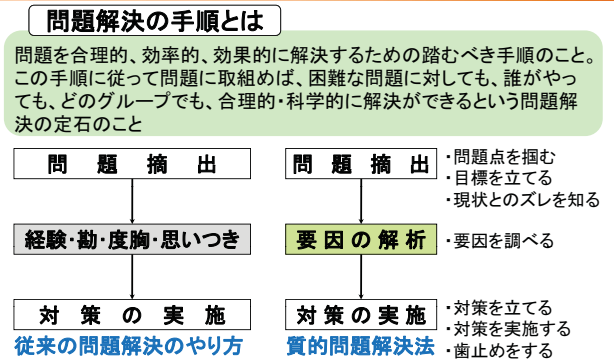 問題解決の手順とは
問題を合理的、効率的、効果的に解決するための踏むべき手順のこと。
この手順に従って問題に取組めば、困難な問題に対しても、誰がやっ
ても、どのグループでも、合理的・科学的に解決ができるという問題解
決の定石のこと
問題摘出
経験・勘・度胸・思いつき
対策の実施
従来の問題解決のやり方
問題摘出
・問題点を掴む
・目標を立てる
・現状とのズレを知る
要因の解析
・要因を調べる
対策の実施
・対策を立てる
・対策を実施する
・歯止めをする
質的問題解決法